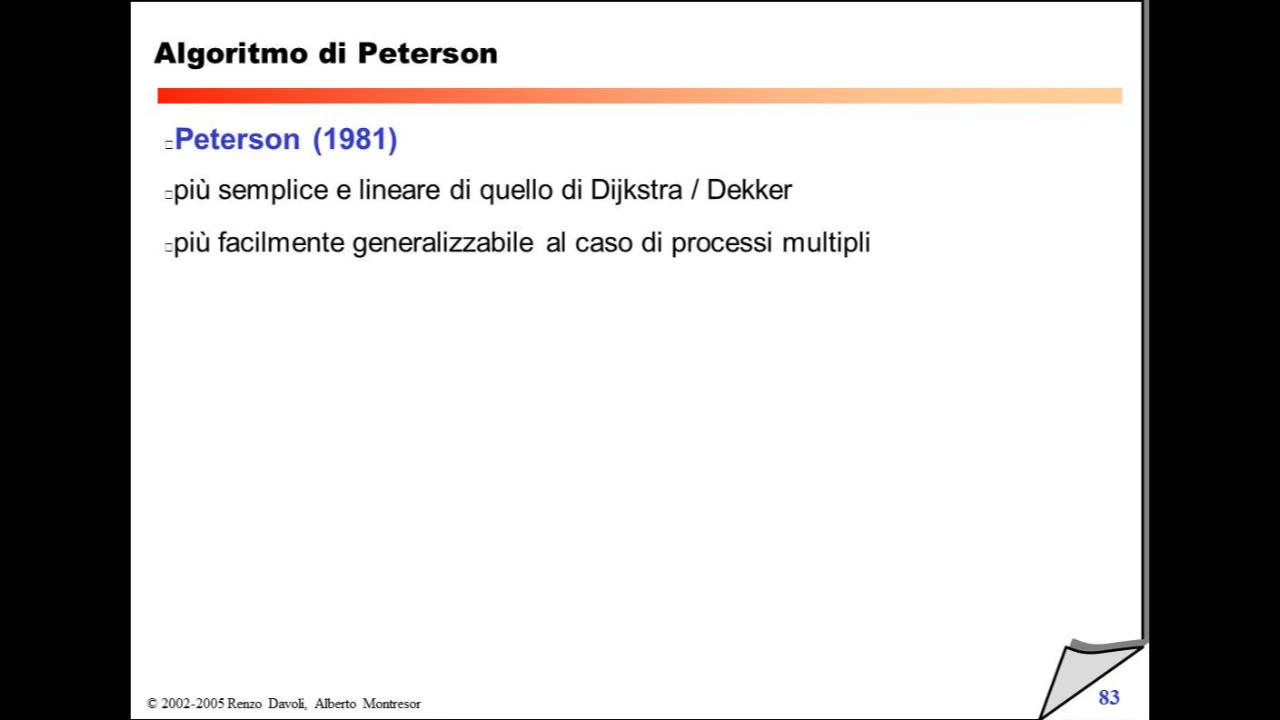 Algoritmo di Peterson
Peterson (1981)
più semplice e lineare di quello di Dijkstra / Dekker
più facilmente generalizzabile al caso di processi multipli
© 2002-2005 Renzo Davoli, Alberto Montresor
83